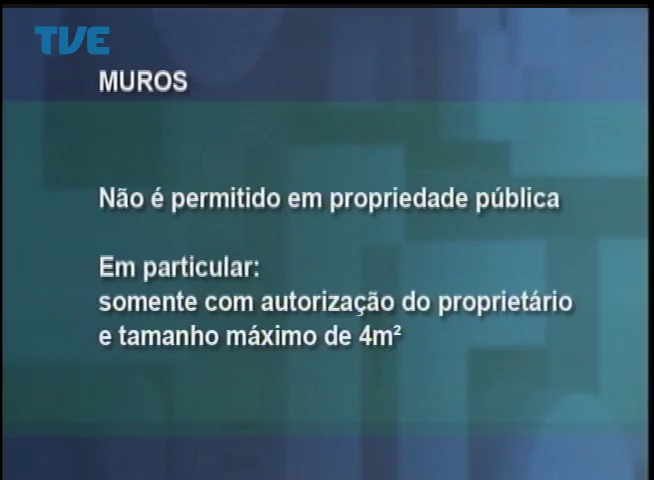 TVE
MUROS
Não é permitido em propriedade pública
Em particular:
somente com autorização do proprietário
e tamanho máximo de 4m²